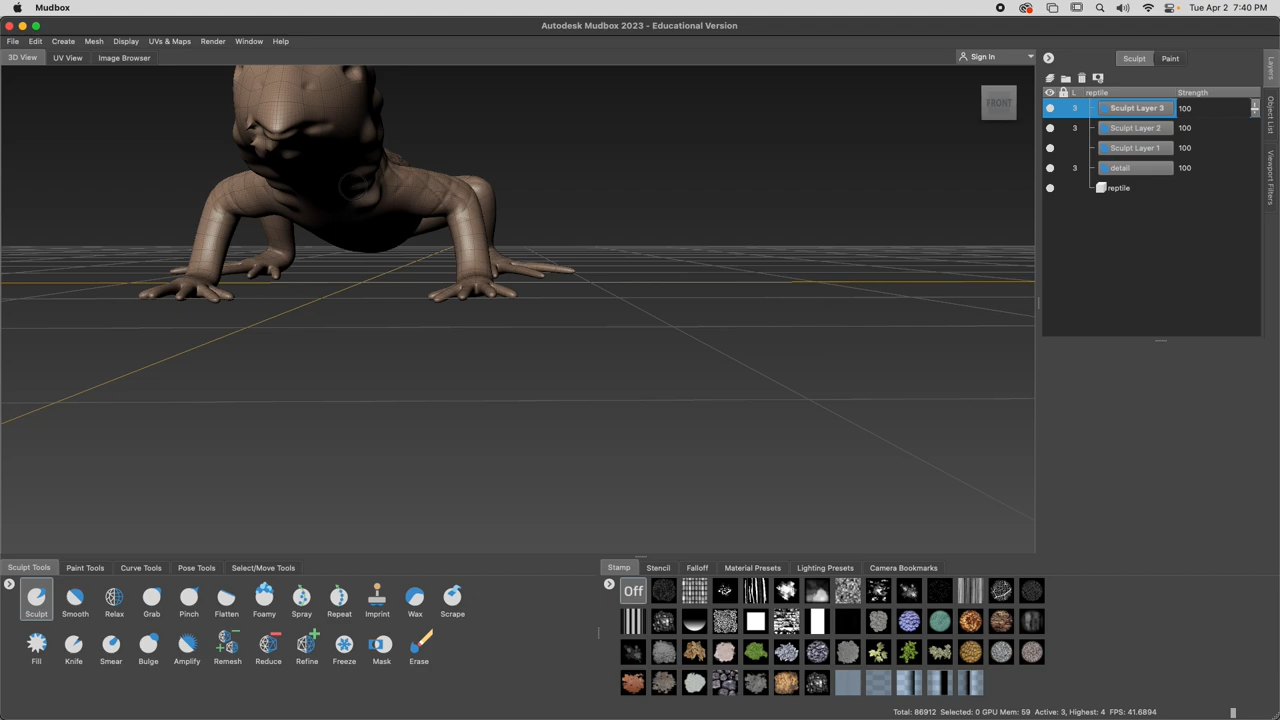 Mudbox
Tue Apr 2 7:40 PM
Autodesk Mudbox 2023 - Educational Version
File Edit Create Mesh Display UVs & Maps Render Window Help
3D View UV View Image Browser
Sign In
Sculpt Paint
FRONT
L reptile Strength
3 Sculpt Layer 3 100
3 Sculpt Layer 2 100
Sculpt Layer 1 100
3 detail 100
reptile
Layers
Object List
Viewport Filters
Sculpt Tools Paint Tools Curve Tools Pose Tools Select/Move Tools
Sculpt Smooth Relax Grab Pinch Flatten Foamy Spray Repeat Imprint Wax Scrape
Fill Knife Smear Bulge Amplify Remesh Reduce Refine Freeze Mask Erase
Stamp Stencil Falloff Material Presets Lighting Presets Camera Bookmarks
Off
Total: 86912 Selected: 0 GPU Mem: 59 Active: 3, Highest: 4 FPS: 41.6894